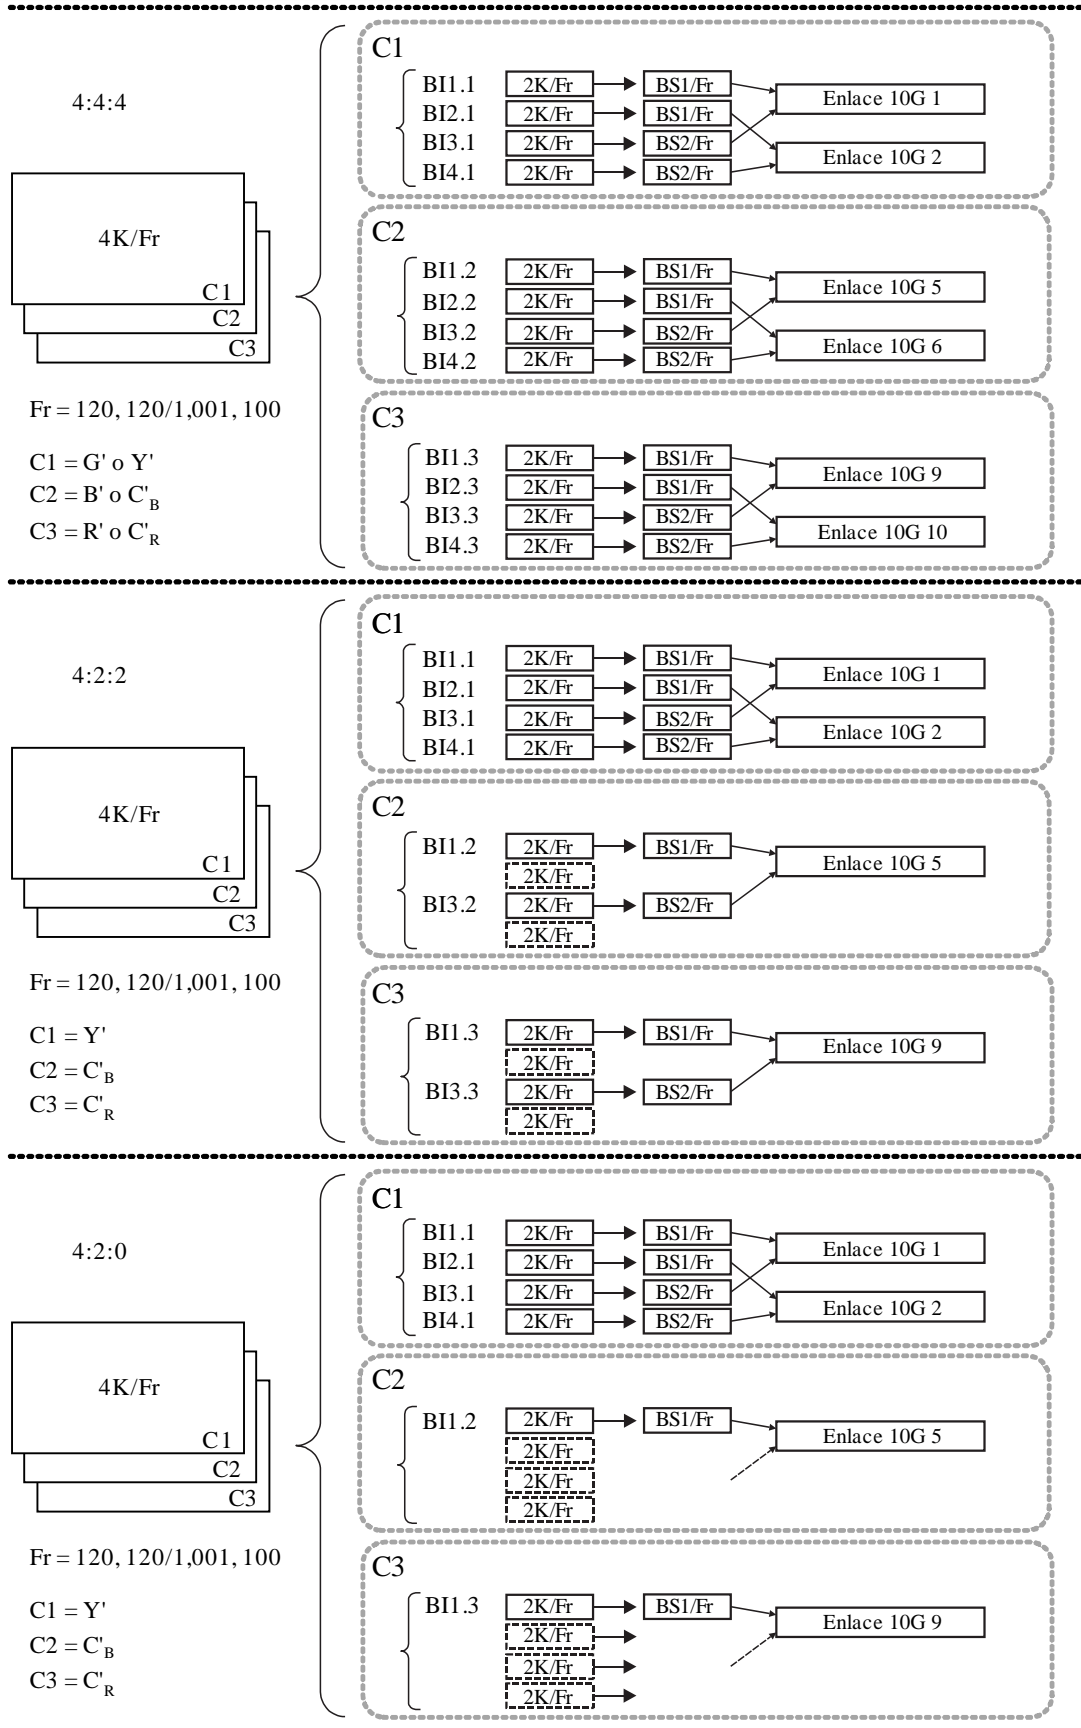 4:4:4
4K/Fr
C1
C2
C3
Fr = 120, 120/1,001, 100
C1 = G' o Y'
C2 = B' o C'B
C3 = R' o C'R
C1
BI1.1 2K/Fr BS1/Fr
BI2.1 2K/Fr BS1/Fr
BI3.1 2K/Fr BS2/Fr
BI4.1 2K/Fr BS2/Fr
Enlace 10G 1
Enlace 10G 2
C2
BI1.2 2K/Fr BS1/Fr
BI2.2 2K/Fr BS1/Fr
BI3.2 2K/Fr BS2/Fr
BI4.2 2K/Fr BS2/Fr
Enlace 10G 5
Enlace 10G 6
C3
BI1.3 2K/Fr BS1/Fr
BI2.3 2K/Fr BS1/Fr
BI3.3 2K/Fr BS2/Fr
BI4.3 2K/Fr BS2/Fr
Enlace 10G 9
Enlace 10G 10
4:2:2
4K/Fr
C1
C2
C3
Fr = 120, 120/1,001, 100
C1 = Y'
C2 = C'B
C3 = C'R
C1
BI1.1 2K/Fr BS1/Fr
BI2.1 2K/Fr BS1/Fr
BI3.1 2K/Fr BS2/Fr
BI4.1 2K/Fr BS2/Fr
Enlace 10G 1
Enlace 10G 2
C2
BI1.2 2K/Fr BS1/Fr
2K/Fr
BI3.2 2K/Fr BS2/Fr
2K/Fr
Enlace 10G 5
C3
BI1.3 2K/Fr BS1/Fr
2K/Fr
BI3.3 2K/Fr BS2/Fr
2K/Fr
Enlace 10G 9
4:2:0
4K/Fr
C1
C2
C3
Fr = 120, 120/1,001, 100
C1 = Y'
C2 = C'B
C3 = C'R
C1
BI1.1 2K/Fr BS1/Fr
BI2.1 2K/Fr BS1/Fr
BI3.1 2K/Fr BS2/Fr
BI4.1 2K/Fr BS2/Fr
Enlace 10G 1
Enlace 10G 2
C2
BI1.2 2K/Fr BS1/Fr
2K/Fr
2K/Fr
2K/Fr
Enlace 10G 5
C3
BI1.3 2K/Fr BS1/Fr
2K/Fr
2K/Fr
2K/Fr
Enlace 10G 9